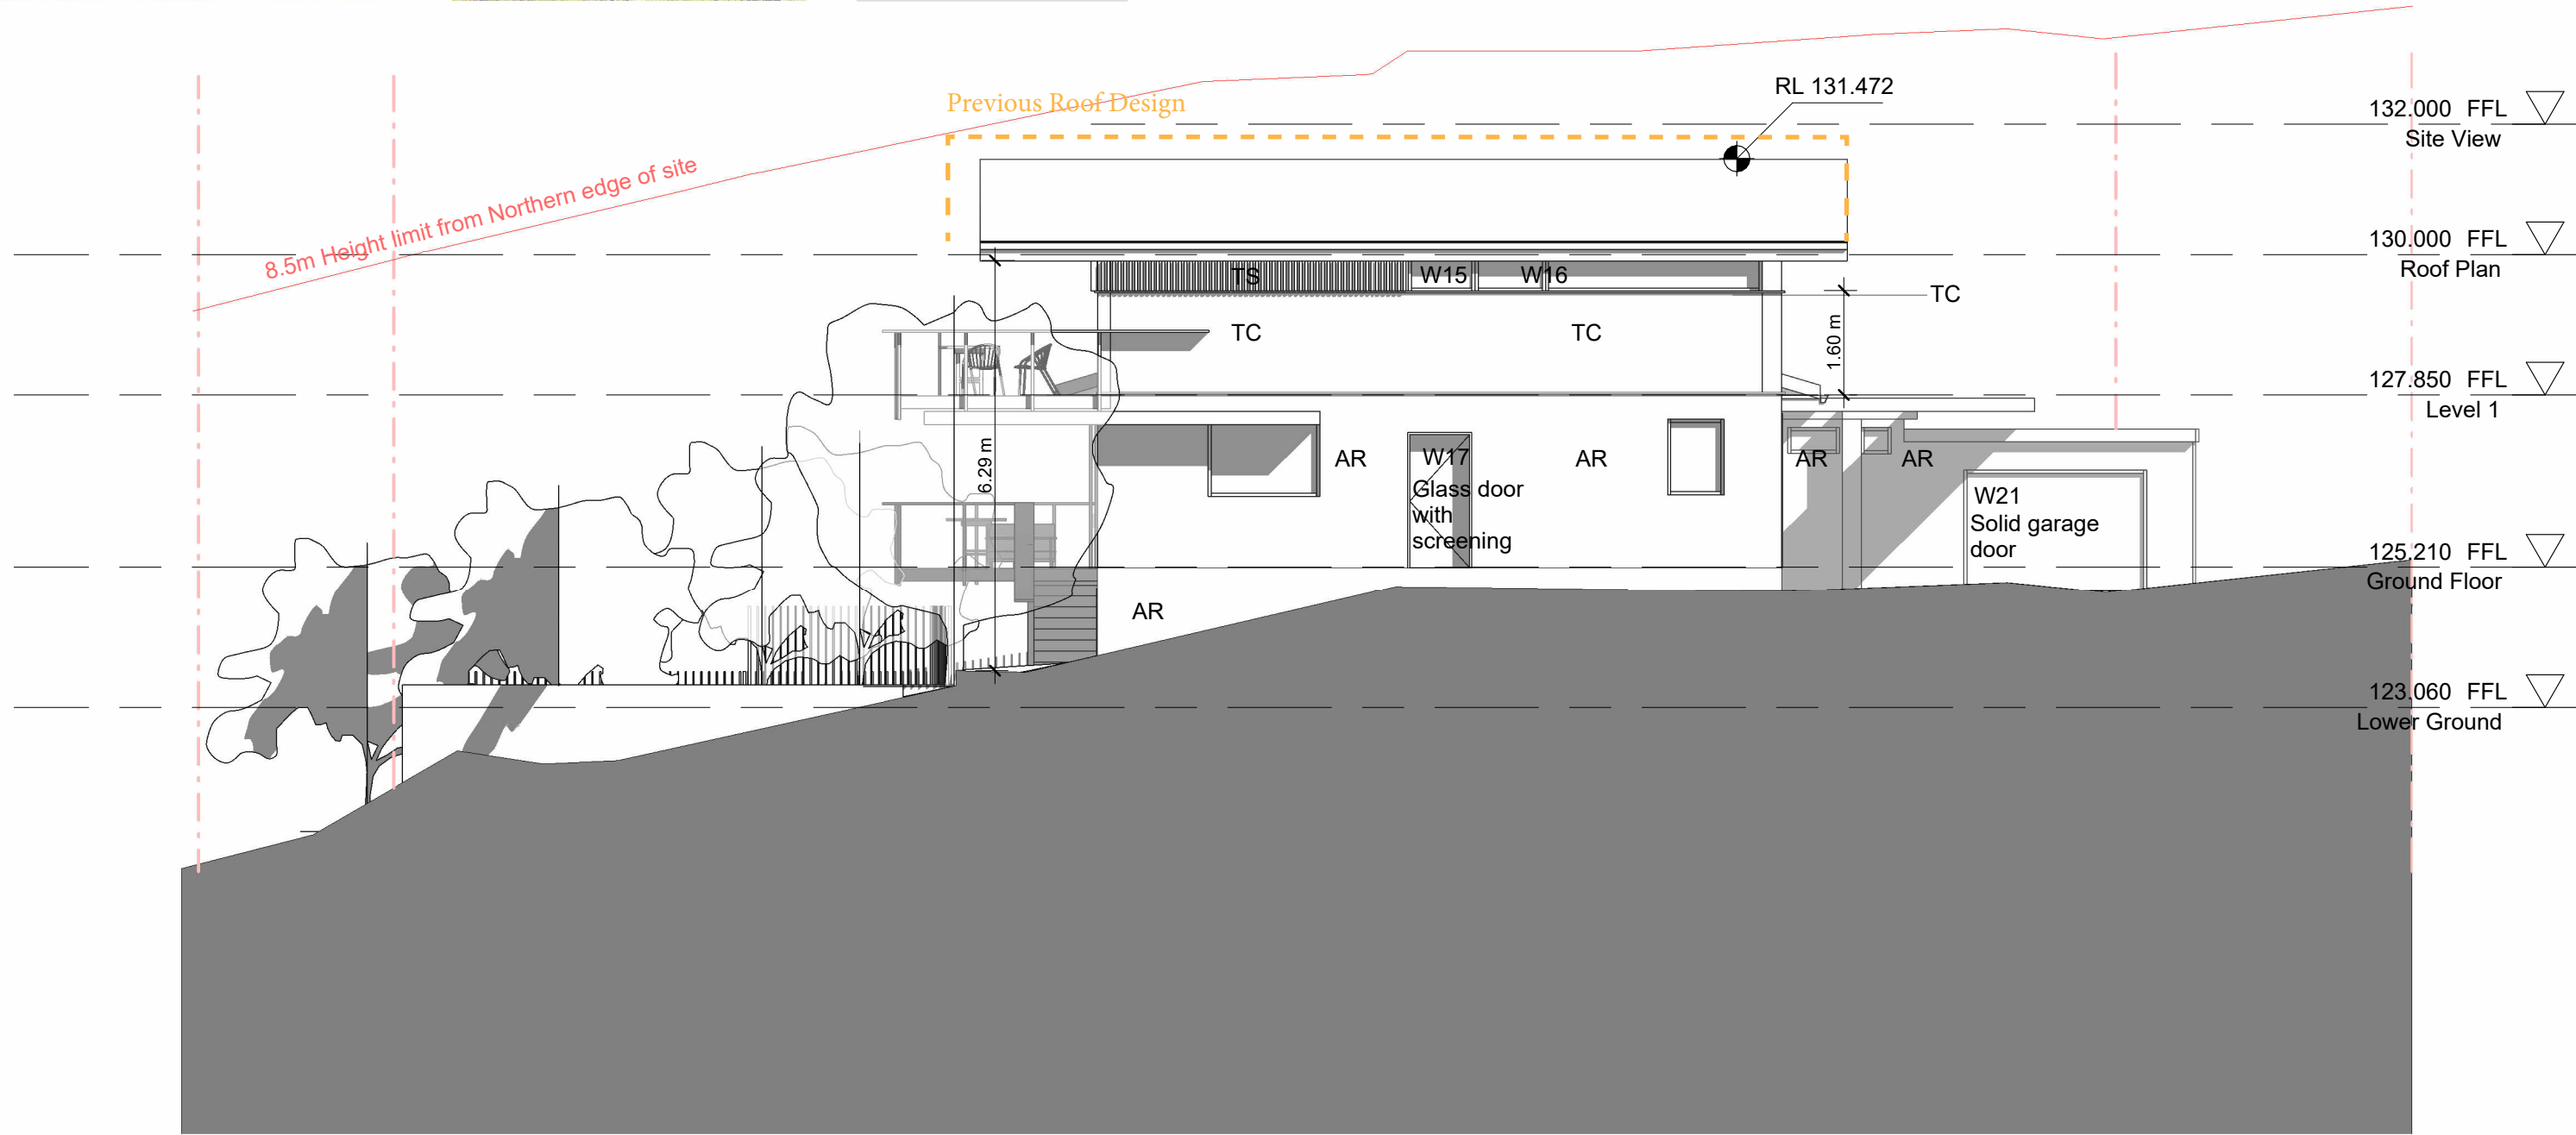 Previous Roof Design
RL 131.472
132.000 FFL
Site View
8.5m Height limit from Northern edge of site
130.000 FFL
Roof Plan
TS
W15
W16
TC
TC
TC
1.60 m
127.850 FFL
Level 1
6.29 m
AR
W17
Glass door
with
screening
AR
AR
AR
W21
Solid garage
door
125.210 FFL
Ground Floor
AR
123.060 FFL
Lower Ground